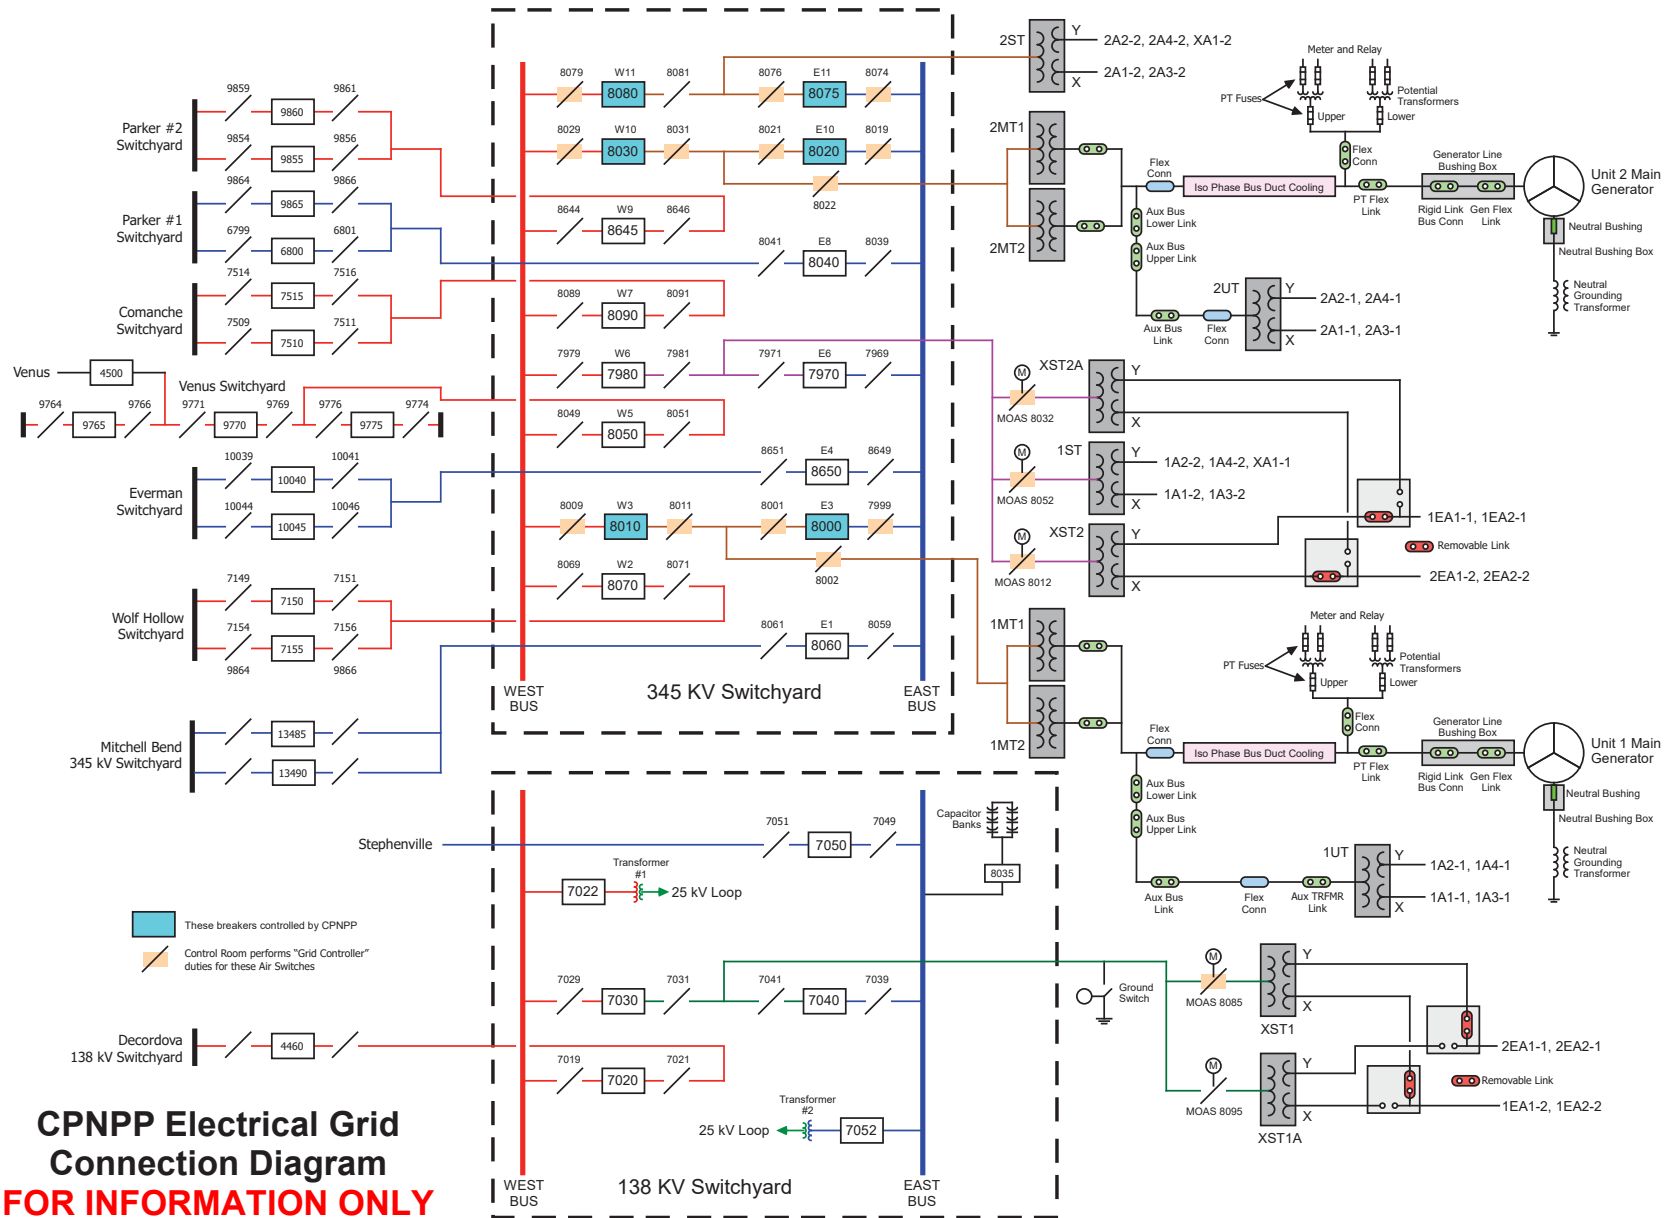 9859
9861
9860
Parker #2
Switchyard
9854
9856
9855
9864
9866
9865
Parker #1
Switchyard
6799
6801
6800
7514
7516
7515
Comanche
Switchyard
7509
7511
7510
Venus
4500
Venus Switchyard
9764
9766
9771
9769
9776
9774
9765
9770
9775
10039
10041
10040
Everman
Switchyard
10044
10046
10045
7149
7151
7150
Wolf Hollow
Switchyard
7154
7156
7155
9864
9866
13485
Mitchell Bend
345 kV Switchyard
13490
8079
W11
8081
8076
E11
8074
8080
8075
8029
W10
8031
8021
E10
8019
8030
8020
8022
8644
W9
8646
8645
8041
E8
8039
8040
8089
W7
8091
8090
7979
W6
7981
7971
E6
7969
7980
7970
8049
W5
8051
8050
8651
E4
8649
8650
8009
W3
8011
8001
E3
7999
8010
8000
8002
8069
W2
8071
8070
8061
E1
8059
8060
WEST
BUS
345 KV Switchyard
EAST
BUS
2ST
Y
2A2-2, 2A4-2, XA1-2
2A1-2, 2A3-2
X
2MT1
2MT2
Flex
Conn
Iso Phase Bus Duct Cooling
Aux Bus
Lower Link
Aux Bus
Upper Link
Meter and Relay
PT Fuses
Potential
Transformers
Upper
Lower
Flex
Conn
Generator Line
Bushing Box
PT Flex
Link
Rigid Link
Bus Conn
Gen Flex
Link
Unit 2 Main
Generator
Neutral Bushing
Neutral Bushing Box
Neutral
Grounding
Transformer
2UT
Y
2A2-1, 2A4-1
2A1-1, 2A3-1
X
Aux Bus
Link
Flex
Conn
XST2A
Y
X
M
MOAS 8032
1ST
Y
1A2-2, 1A4-2, XA1-1
1A1-2, 1A3-2
X
M
MOAS 8052
XST2
Y
X
M
MOAS 8012
1EA1-1, 1EA2-1
Removable Link
2EA1-2, 2EA2-2
1MT1
1MT2
Flex
Conn
Iso Phase Bus Duct Cooling
Aux Bus
Lower Link
Aux Bus
Upper Link
Meter and Relay
PT Fuses
Potential
Transformers
Upper
Lower
Flex
Conn
Generator Line
Bushing Box
PT Flex
Link
Rigid Link
Bus Conn
Gen Flex
Link
Unit 1 Main
Generator
Neutral Bushing
Neutral Bushing Box
Neutral
Grounding
Transformer
1UT
Y
1A2-1, 1A4-1
1A1-1, 1A3-1
X
Aux Bus
Link
Flex
Conn
Aux TRFMR
Link
Stephenville
7051
7049
7050
Capacitor
Banks
8035
Transformer
#1
7022
25 kV Loop
These breakers controlled by CPNPP
Control Room performs "Grid Controller"
duties for these Air Switches
7029
7031
7041
7039
7030
7040
Ground
Switch
M
MOAS 8085
Y
X
XST1
Decordova
138 kV Switchyard
4460
7019
7021
7020
M
MOAS 8095
Y
X
XST1A
2EA1-1, 2EA2-1
Removable Link
1EA1-2, 1EA2-2
Transformer
#2
25 kV Loop
7052
WEST
BUS
138 KV Switchyard
EAST
BUS
CPNPP Electrical Grid
Connection Diagram
FOR INFORMATION ONLY